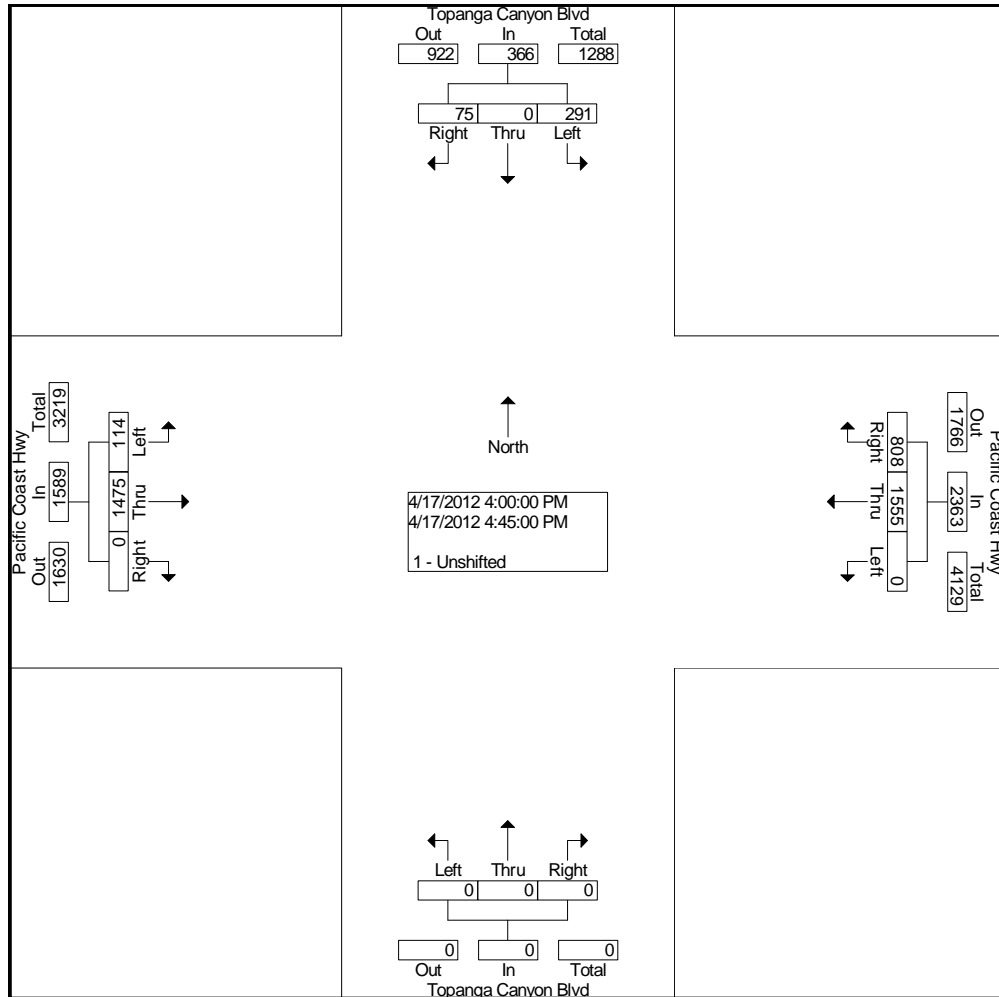 Topanga Canyon Blvd
Out In Total
922 366 1288
75 0 291
Right Thru Left
Pacific Coast Hwy
Total In Out
3219 1589 1630
114 1475 0
Left Thru Right
North
4/17/2012 4:00:00 PM
4/17/2012 4:45:00 PM
1 - Unshifted
Pacific Coast Hwy
Out In Total
1766 2363 4129
808 1555 0
Right Thru Left
Left Thru Right
0 0 0
0 0 0
Out In Total
Topanga Canyon Blvd